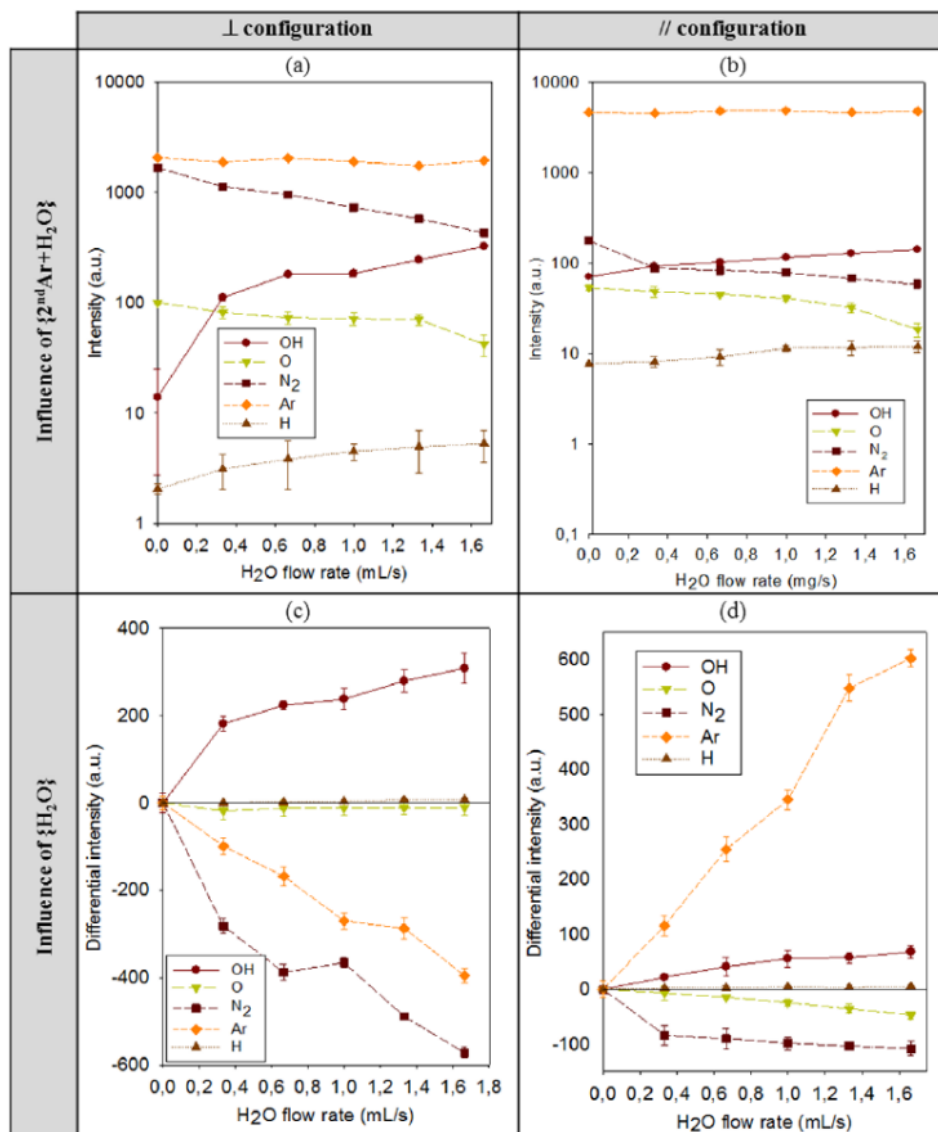 ⊥ configuration
// configuration
Influence of {2ⁿᵈAr+H₂O}
(a)
Intensity (a.u.)
10000
1000
100
10
1
OH
O
N₂
Ar
H
0,0 0,2 0,4 0,6 0,8 1,0 1,2 1,4 1,6
H2O flow rate (mL/s)
(b)
Intensity (a.u.)
10000
1000
100
10
1
0,1
OH
O
N₂
Ar
H
0,0 0,2 0,4 0,6 0,8 1,0 1,2 1,4 1,6
H₂O flow rate (mg/s)
Influence of {H₂O}
(c)
Differential intensity (a.u.)
400
200
0
-200
-400
-600
OH
O
N₂
Ar
H
0,0 0,2 0,4 0,6 0,8 1,0 1,2 1,4 1,6 1,8
H2O flow rate (mL/s)
(d)
Differential intensity (a.u.)
600
500
400
300
200
100
0
-100
OH
O
N₂
Ar
H
0,0 0,2 0,4 0,6 0,8 1,0 1,2 1,4 1,6
H2O flow rate (mL/s)